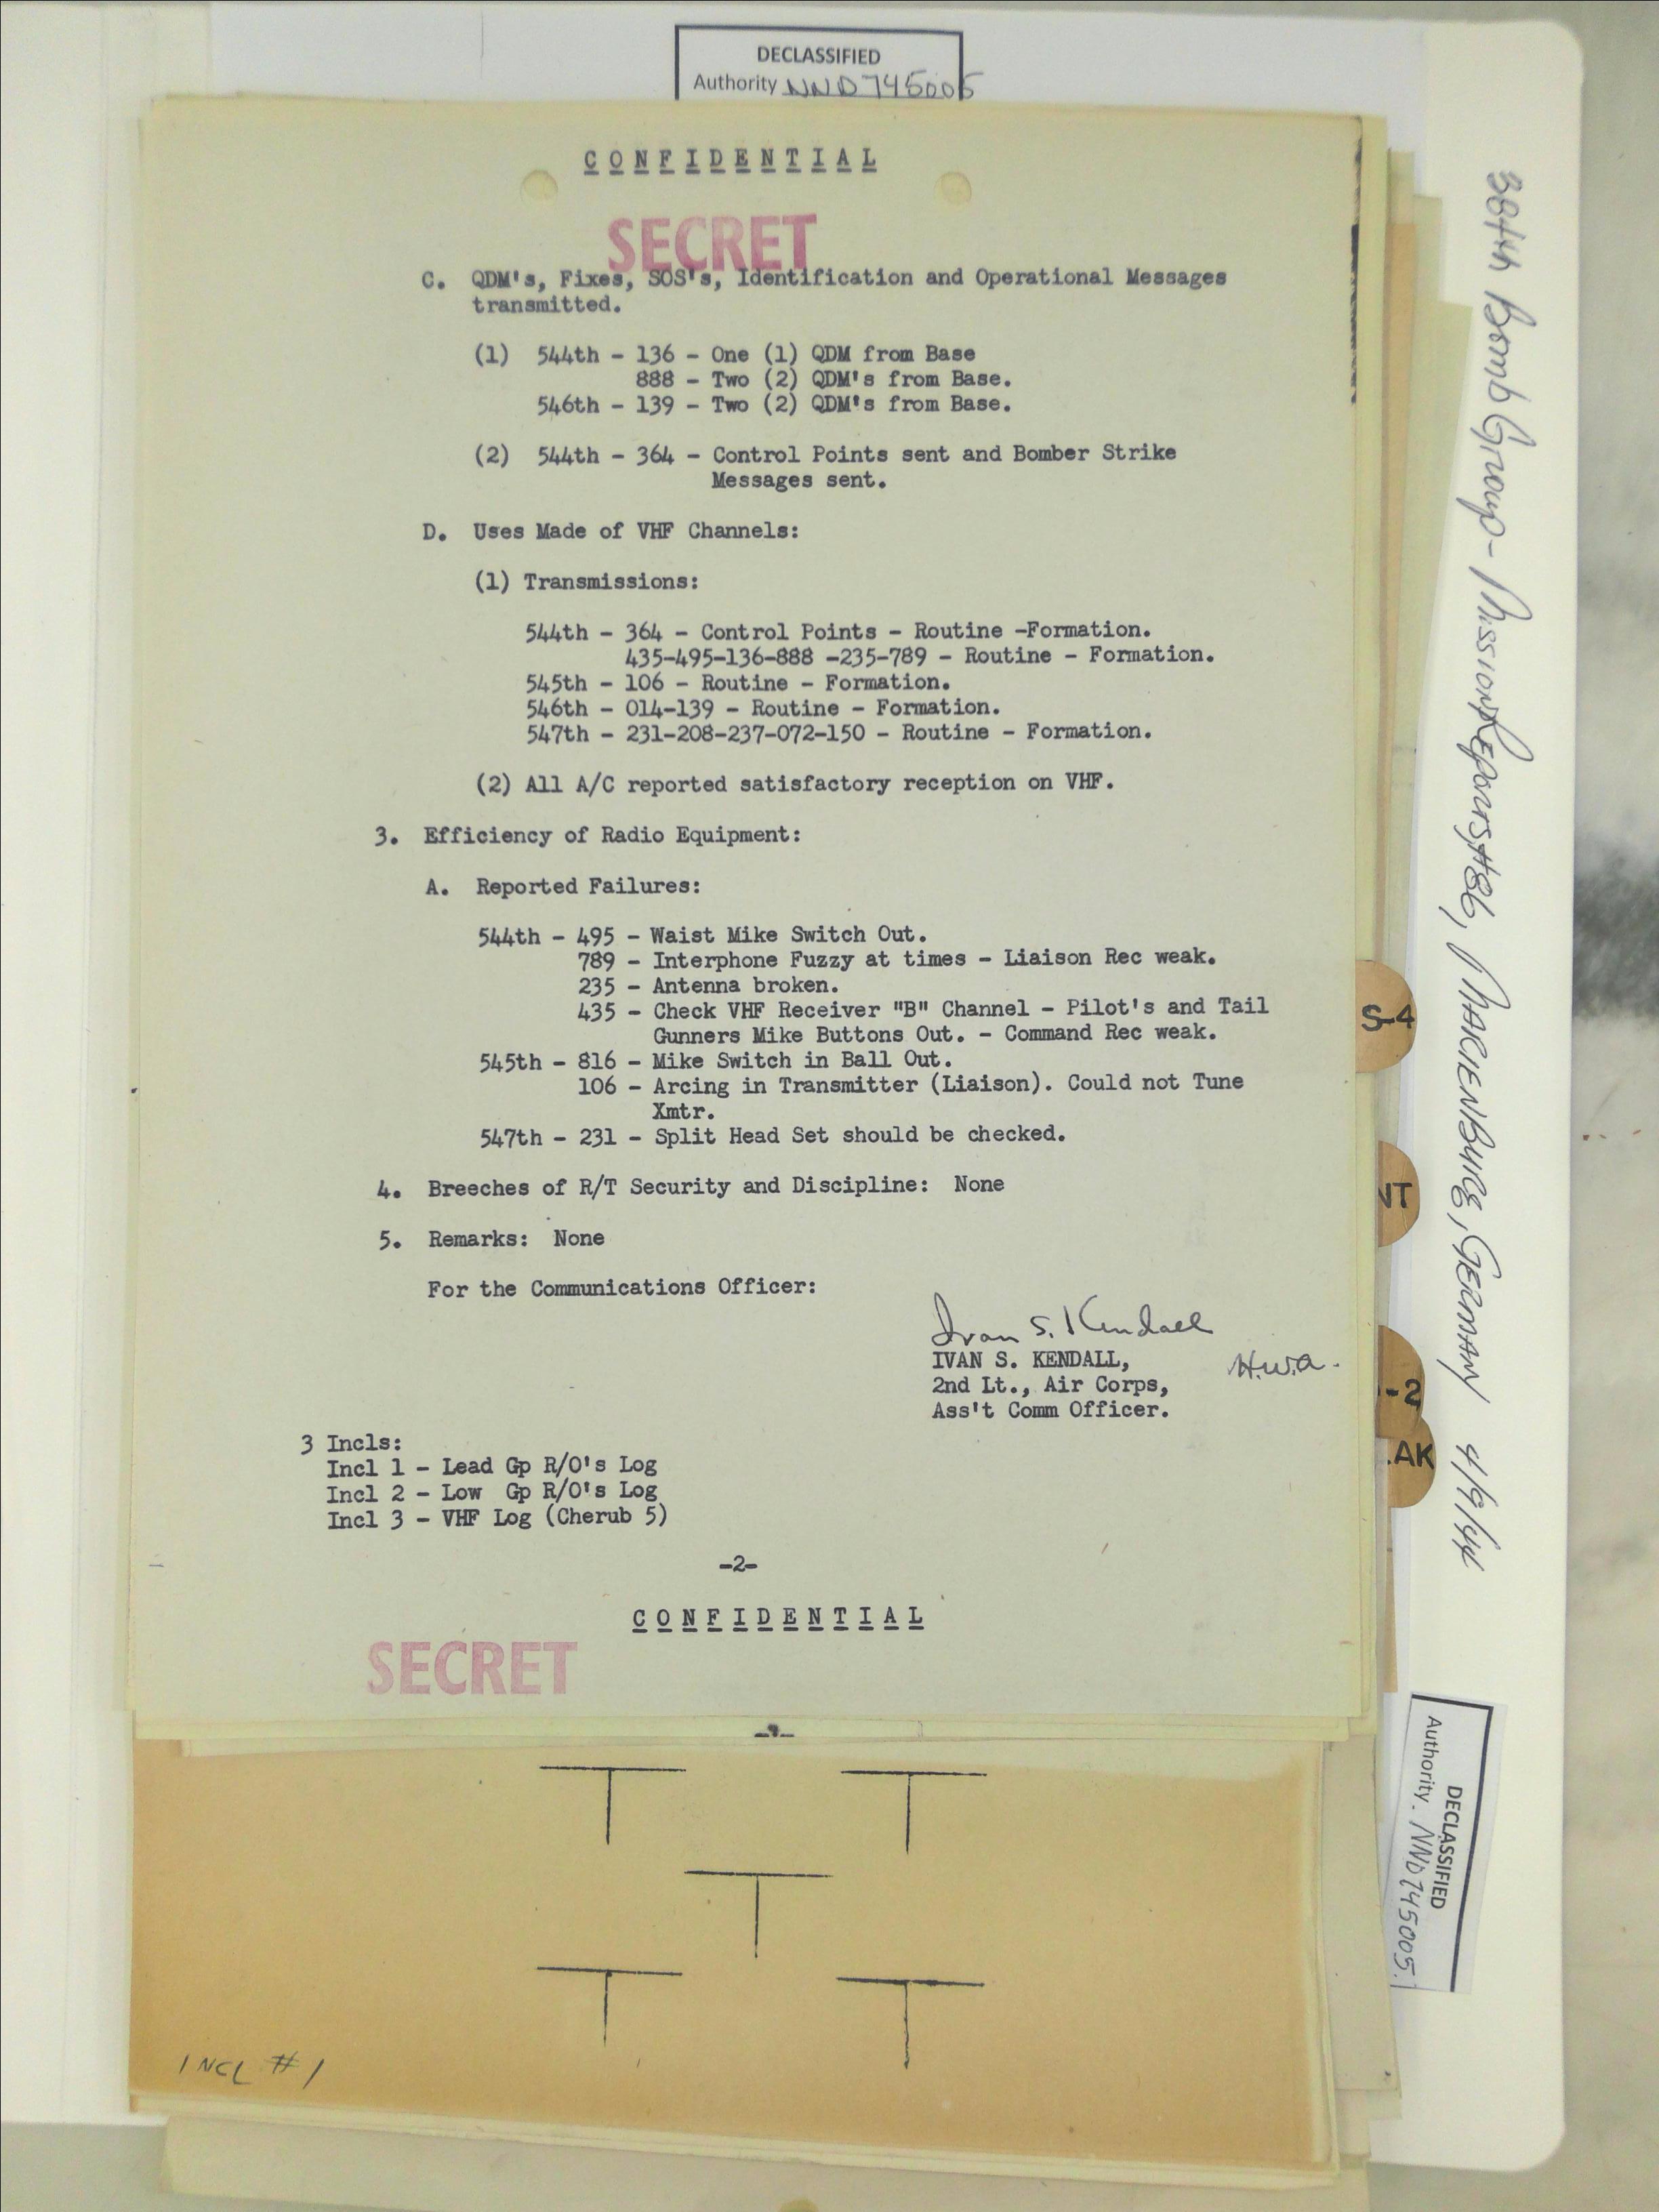 DECLASSIFIED
Authority NND 745005
CONFIDENTIAL
SECRET
C. QDM's, Fixes, SOS's, Identification and Operational Messages
transmitted.
(1) 544th - 136 - One (1) QDM from Base
888 - Two (2) QDM's from Base.
546th - 139 - Two (2) QDM's from Base.
(2) 544th - 364 - Control Points sent and Bomber Strike
Messages sent.
D. Uses Made of VHF Channels:
(1) Transmissions:
544th - 364 - Control Points - Routine -Formation.
435-495-136-888 -235-789 - Routine - Formation.
545th - 106 - Routine - Formation.
546th - 014-139 - Routine - Formation.
547th - 231-208-237-072-150 - Routine - Formation.
(2) All A/C reported satisfactory reception on VHF.
3. Efficiency of Radio Equipment:
A. Reported Failures:
544th - 495 - Waist Mike Switch Out.
789 - Interphone Fuzzy at times - Liaison Rec weak.
235 - Antenna broken.
435 - Check VHF Receiver "B" Channel - Pilot's and Tail
Gunners Mike Buttons Out. - Command Rec weak.
545th - 816 - Mike Switch in Ball Out.
106 - Arcing in Transmitter (Liaison). Could not Tune
Xmtr.
547th - 231 - Split Head Set should be checked.
4. Breeches of R/T Security and Discipline: None
5. Remarks: None
For the Communications Officer:
Ivan S. Kendall
IVAN S. KENDALL,
H.W.A.
2nd Lt., Air Corps,
Ass't Comm Officer.
3 Incls:
Incl 1 - Lead Gp R/O's Log
Incl 2 - Low Gp R/O's Log
Incl 3 - VHF Log (Cherub 5)
-2-
CONFIDENTIAL
SECRET
INCL #1
S-4
NT
-2
AK
384th Bomb Group - Mission Reports #86, MARIENBURG, GERMANY 4/9/44
DECLASSIFIED
Authority NND 745005